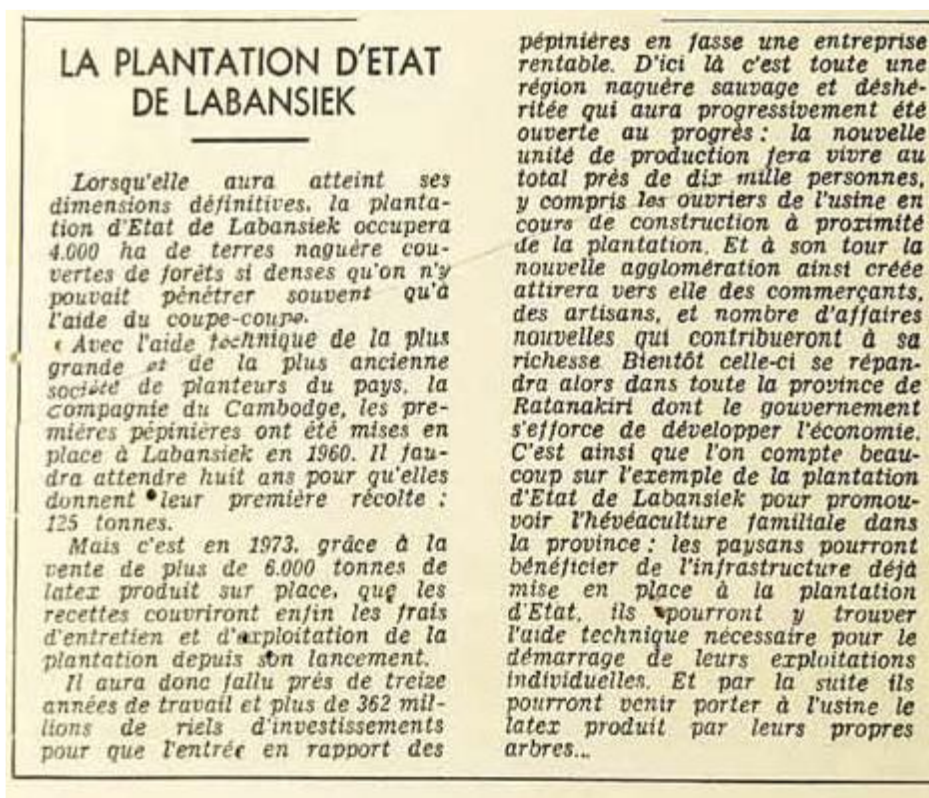 LA PLANTATION D'ETAT
DE LABANSIEK
Lorsqu'elle aura atteint ses
dimensions définitives, la planta-
tion d'Etat de Labansiek occupera
4.000 ha de terres naguère cou-
vertes de forêts si denses qu'on n'y
pouvait pénétrer souvent qu'à
l'aide du coupe-coupe.
Avec l'aide technique de la plus
grande et de la plus ancienne
société de planteurs du pays, la
compagnie du Cambodge, les pre-
mières pépinières ont été mises en
place à Labansiek en 1960. Il fau-
dra attendre huit ans pour qu'elles
donnent leur première récolte :
125 tonnes.
Mais c'est en 1973, grâce à la
vente de plus de 6.000 tonnes de
latex produit sur place, que les
recettes couvriront enfin les frais
d'entretien et d'exploitation de la
plantation depuis son lancement.
Il aura donc fallu près de treize
années de travail et plus de 362 mil-
lions de riels d'investissements
pour que l'entrée en rapport des
pépinières en fasse une entreprise
rentable. D'ici là c'est toute une
région naguère sauvage et déshé-
ritée qui aura progressivement été
ouverte au progrès : la nouvelle
unité de production fera vivre au
total près de dix mille personnes,
y compris les ouvriers de l'usine en
cours de construction à proximité
de la plantation. Et à son tour la
nouvelle agglomération ainsi créée
attirera vers elle des commerçants,
des artisans, et nombre d'affaires
nouvelles qui contribueront à sa
richesse. Bientôt celle-ci se répan-
dra alors dans toute la province de
Ratanakiri dont le gouvernement
s'efforce de développer l'économie.
C'est ainsi que l'on compte beau-
coup sur l'exemple de la plantation
d'Etat de Labansiek pour promou-
voir l'hévéaculture familiale dans
la province : les paysans pourront
bénéficier de l'infrastructure déjà
mise en place à la plantation
d'Etat, ils pourront y trouver
l'aide technique nécessaire pour le
démarrage de leurs exploitations
individuelles. Et par la suite ils
pourront venir porter à l'usine le
latex produit par leurs propres
arbres...